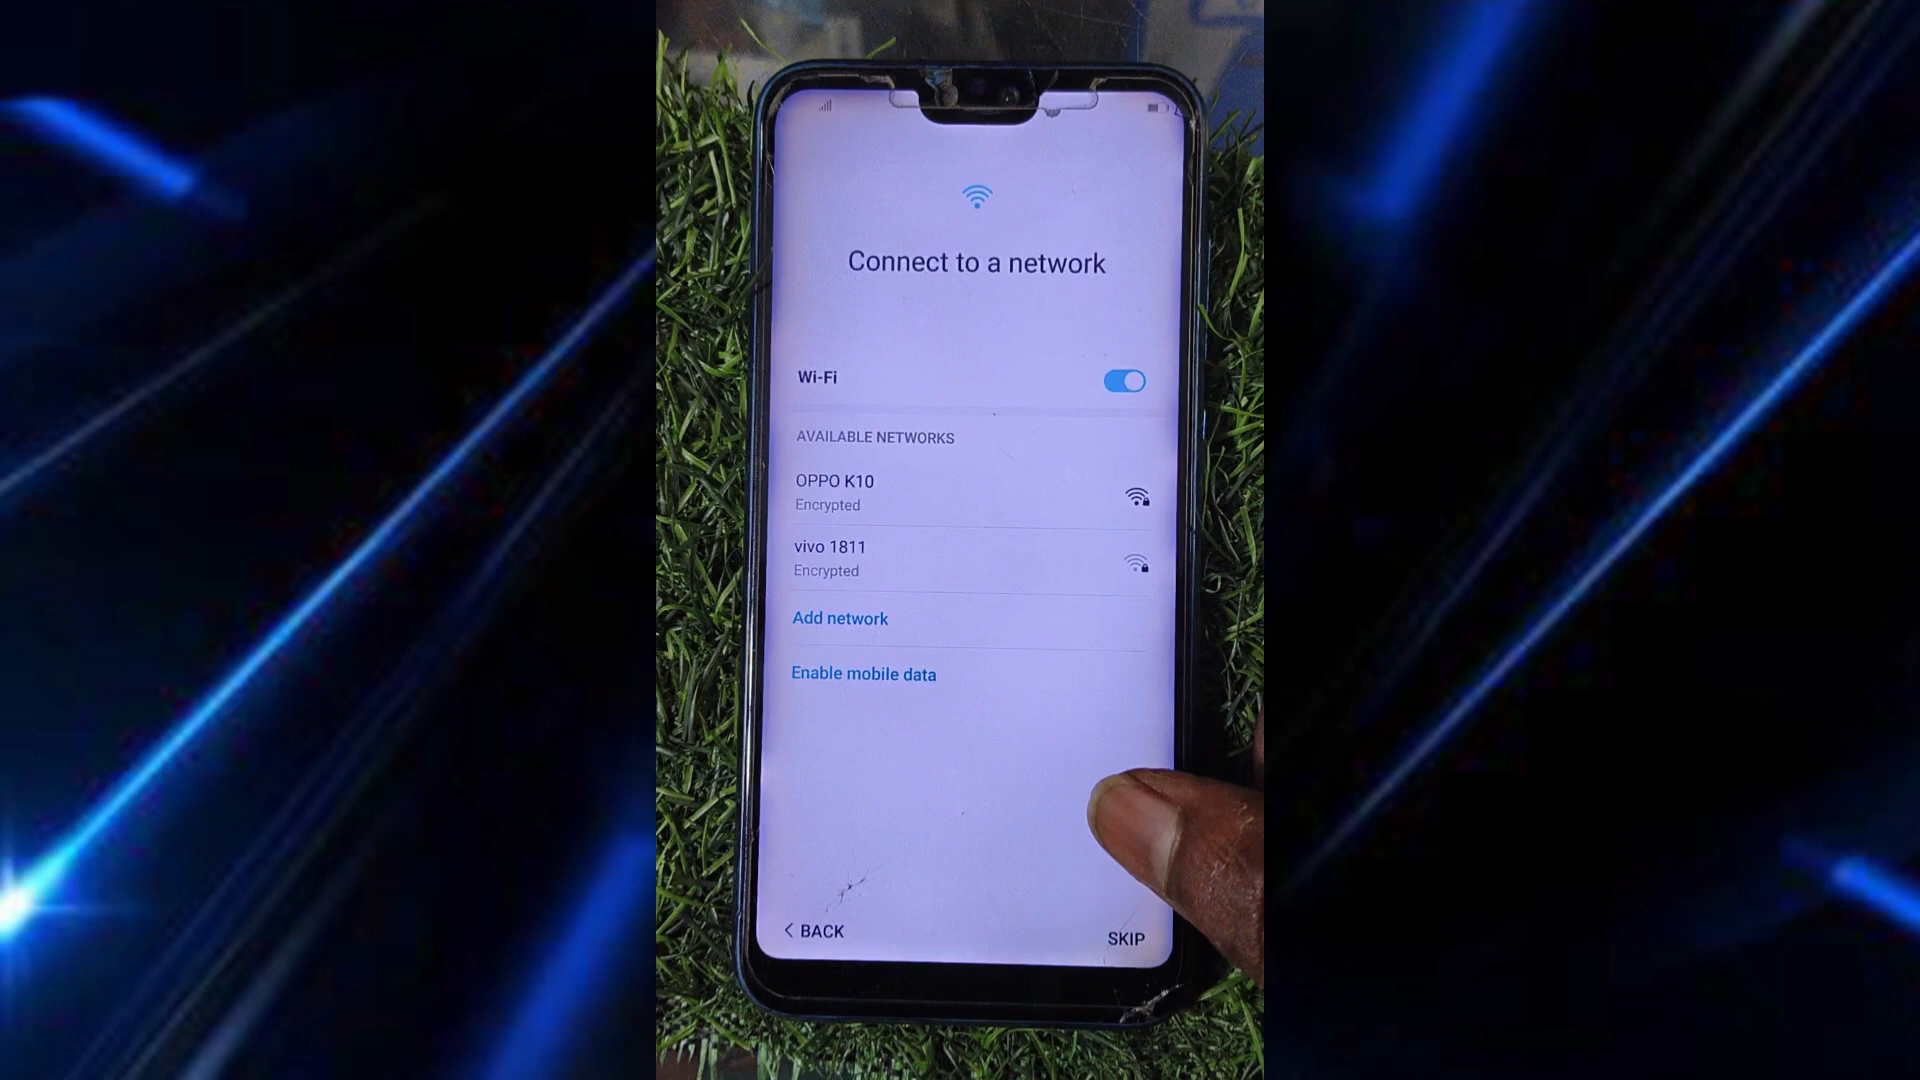 Connect to a network
Wi-Fi
AVAILABLE NETWORKS
OPPO K10
Encrypted
vivo 1811
Encrypted
Add network
Enable mobile data
BACK
SKIP